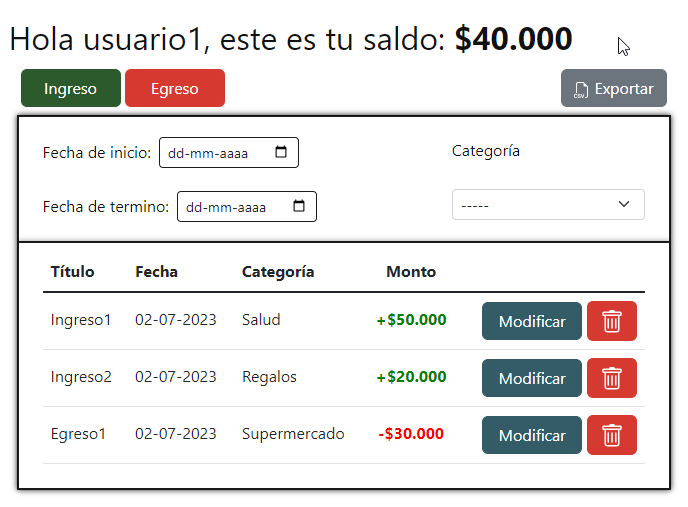 Hola usuario1, este es tu saldo: $40.000
Ingreso Egreso CSV Exportar
Fecha de inicio: dd-mm-aaaa Categoría
Fecha de termino: dd-mm-aaaa -----
Título Fecha Categoría Monto
Ingreso1 02-07-2023 Salud +$50.000 Modificar
Ingreso2 02-07-2023 Regalos +$20.000 Modificar
Egreso1 02-07-2023 Supermercado -$30.000 Modificar